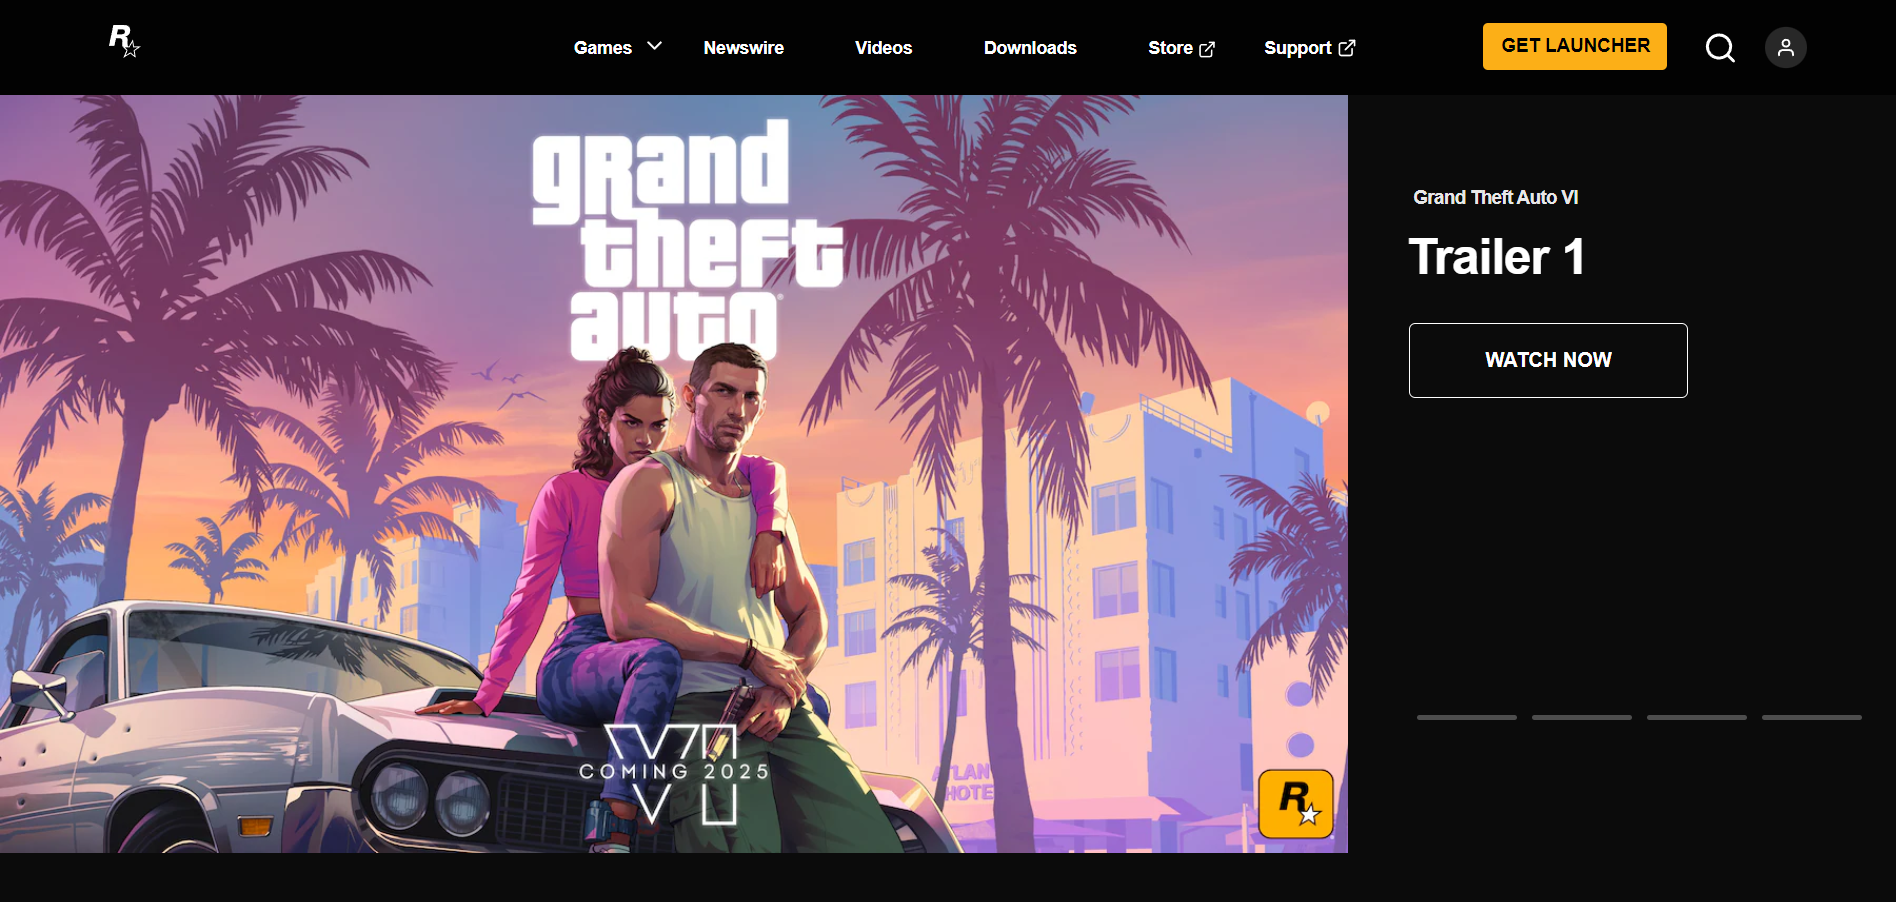 R
Games
Newswire
Videos
Downloads
Store
Support
GET LAUNCHER
grand
theft
auto
VI
COMING 2025
ATLAN
HOTE
R
Grand Theft Auto VI
Trailer 1
WATCH NOW